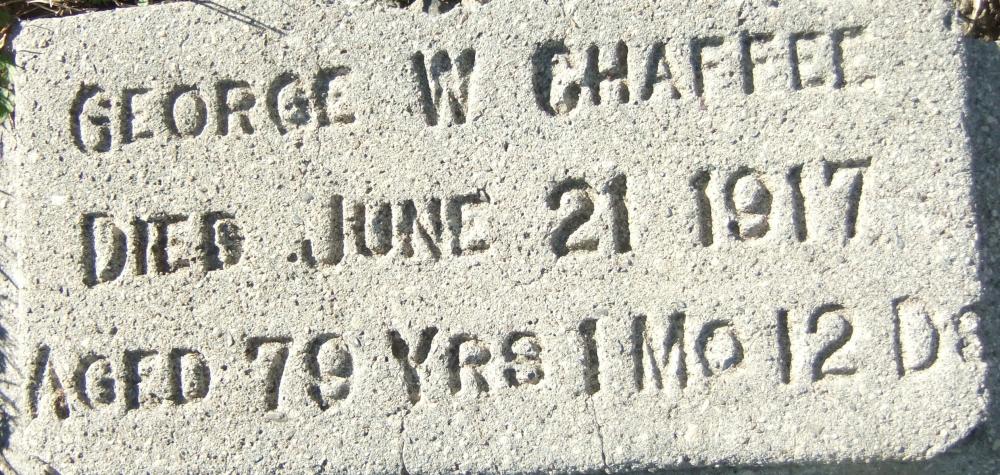 GEORGE W CHAFFEE
DIED JUNE 21 1917
AGED 79 YRS 1 MO 12 DS